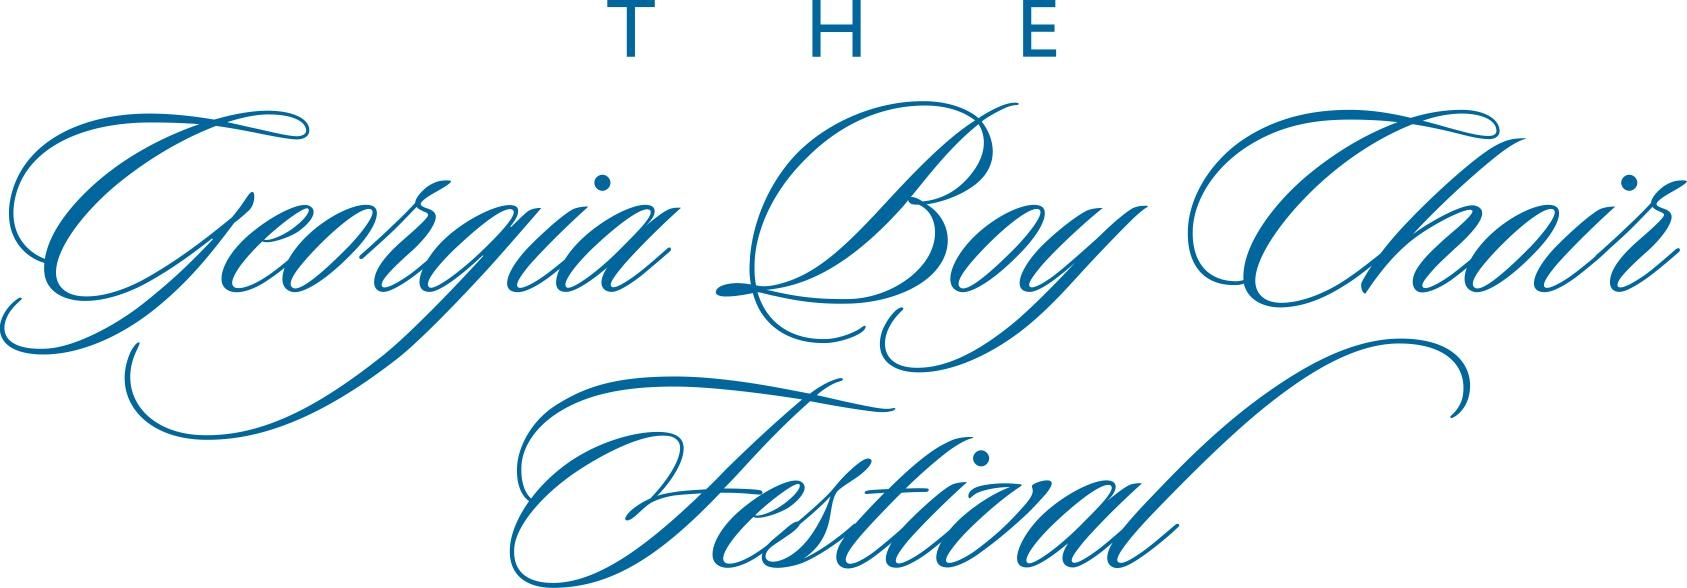 THE
Georgia Boy Choir
Festival